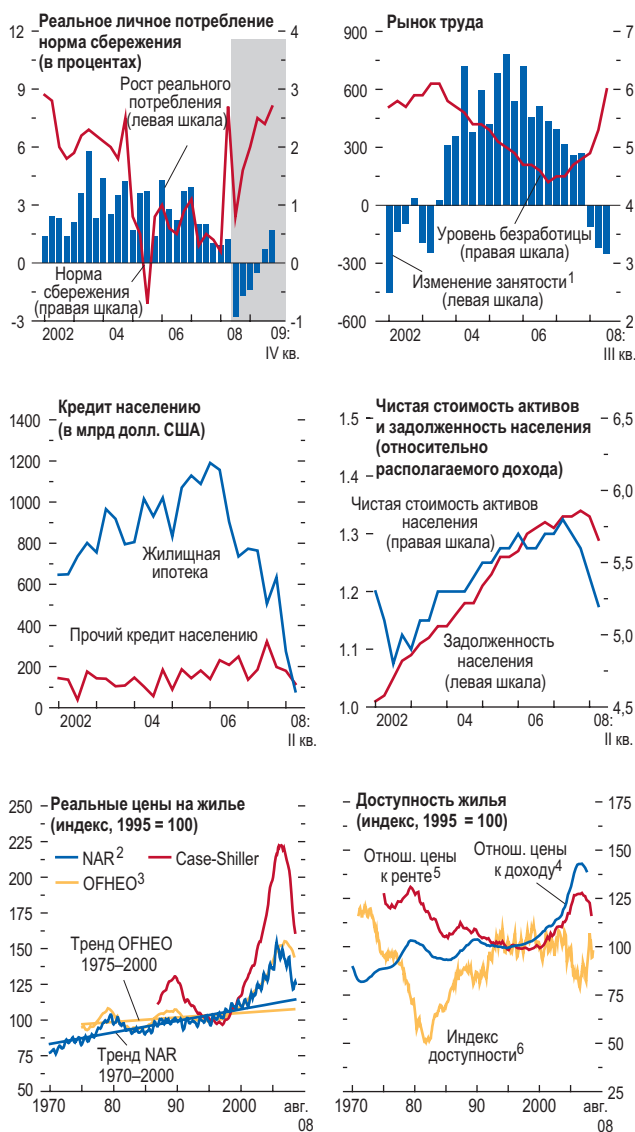 Реальное личное потребление
норма сбережения
(в процентах)
12
9
6
3
0
-3
4
3
2
1
0
-1
Рост реального
потребления
(левая шкала)
Норма
сбережения
(правая шкала)
2002 04 06 08 09:
IV кв.
Рынок труда
900
600
300
0
-300
-600
7
6
5
4
3
2
Уровень безработицы
(правая шкала)
Изменение занятости1
(левая шкала)
2002 04 06 08:
III кв.
Кредит населению
(в млрд долл. США)
1400
1200
1000
800
600
400
200
0
Жилищная
ипотека
Прочий кредит населению
2002 04 06 08:
II кв.
Чистая стоимость активов
и задолженность населения
(относительно
располагаемого дохода)
1.5
1.4
1.3
1.2
1.1
1.0
6,5
6,0
5,5
5,0
4,5
Чистая стоимость активов
населения
(правая шкала)
Задолженность
населения
(левая шкала)
2002 04 06 08:
II кв.
Реальные цены на жилье
(индекс, 1995 = 100)
250
225
200
175
150
125
100
75
50
NAR2 Case-Shiller
OFHEO3
Тренд OFHEO
1975–2000
Тренд NAR
1970–2000
1970 80 90 2000 авг.
08
Доступность жилья
(индекс, 1995 = 100)
175
150
125
100
75
50
25
Отнош. цены
к ренте5
Отнош. цены
к доходу4
Индекс
доступности6
1970 80 90 2000 авг.
08